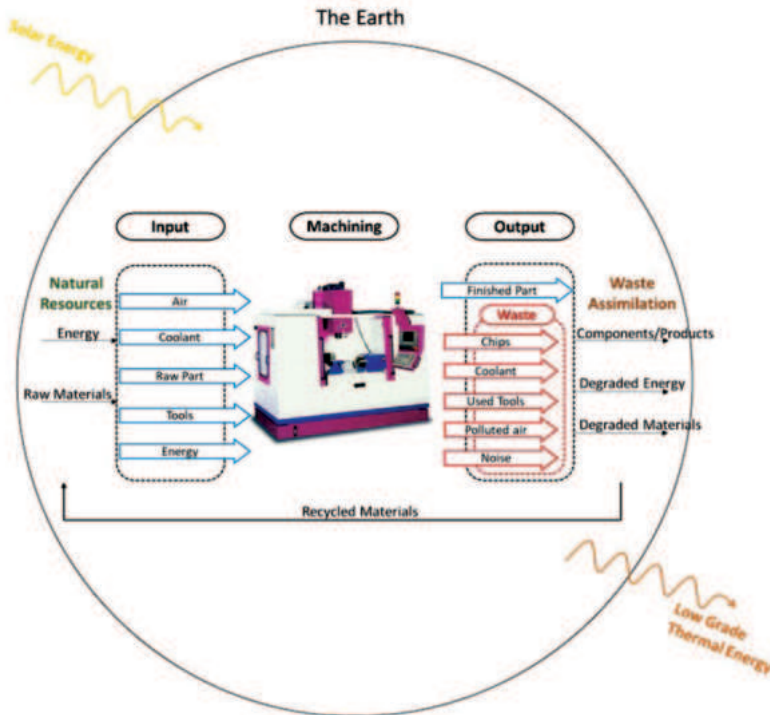 The Earth
Solar Energy
Input
Machining
Output
Natural
Resources
Energy
Raw Materials
Air
Coolant
Raw Part
Tools
Energy
Finished Part
Waste
Chips
Coolant
Used Tools
Polluted air
Noise
Waste
Assimilation
Components/Products
Degraded Energy
Degraded Materials
Recycled Materials
Low Grade
Thermal Energy